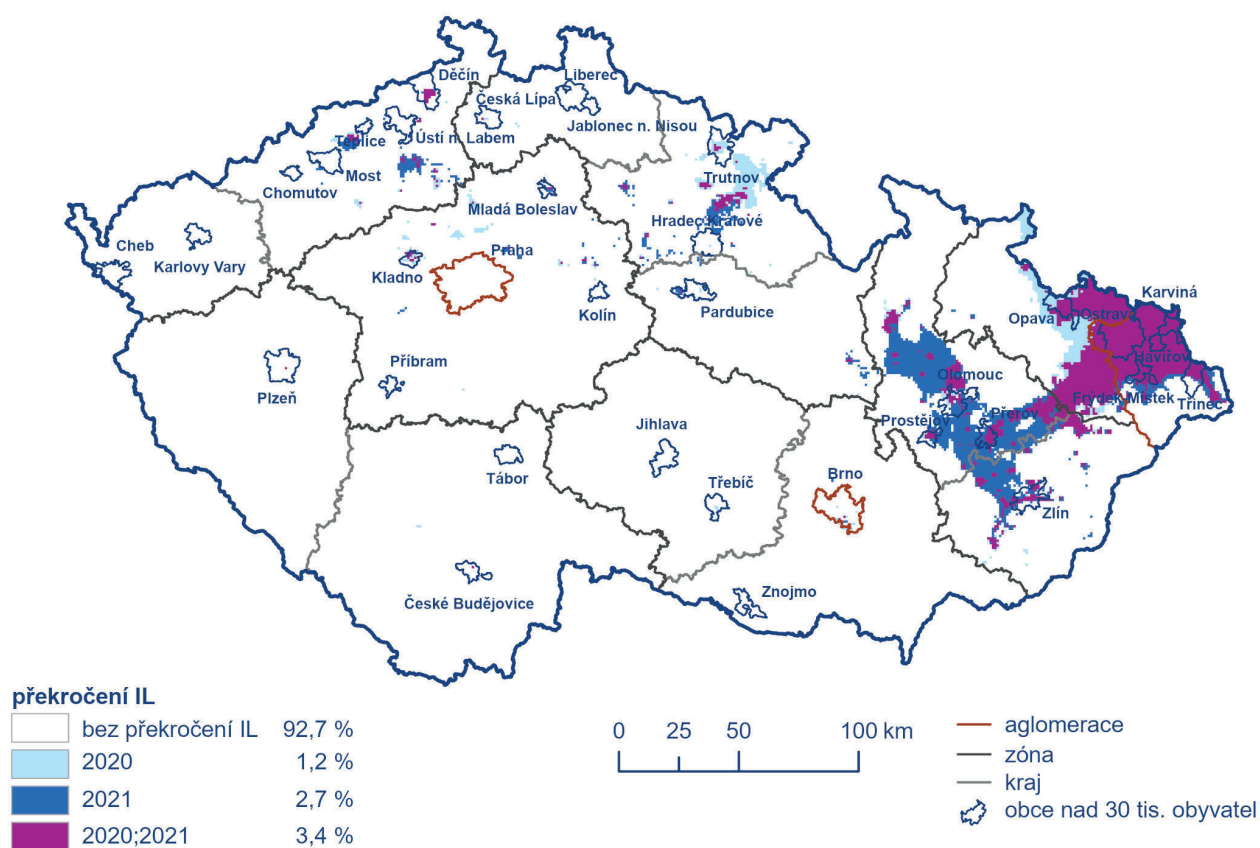 Děčín
Liberec
Česká Lípa
Jablonec n. Nisou
Teplice
Ústí n. Labem
Most
Chomutov
Trutnov
Mladá Boleslav
Hradec Králové
Cheb
Karlovy Vary
Praha
Kladno
Kolín
Pardubice
Karviná
Opava
Ostrava
Havířov
Plzeň
Příbram
Olomouc
Frýdek Místek
Třinec
Prostějov
Přerov
Jihlava
Tábor
Třebíč
Brno
Zlín
České Budějovice
Znojmo
překročení IL
bez překročení IL 92,7 %
2020 1,2 %
2021 2,7 %
2020;2021 3,4 %
0 25 50 100 km
aglomerace
zóna
kraj
obce nad 30 tis. obyvatel